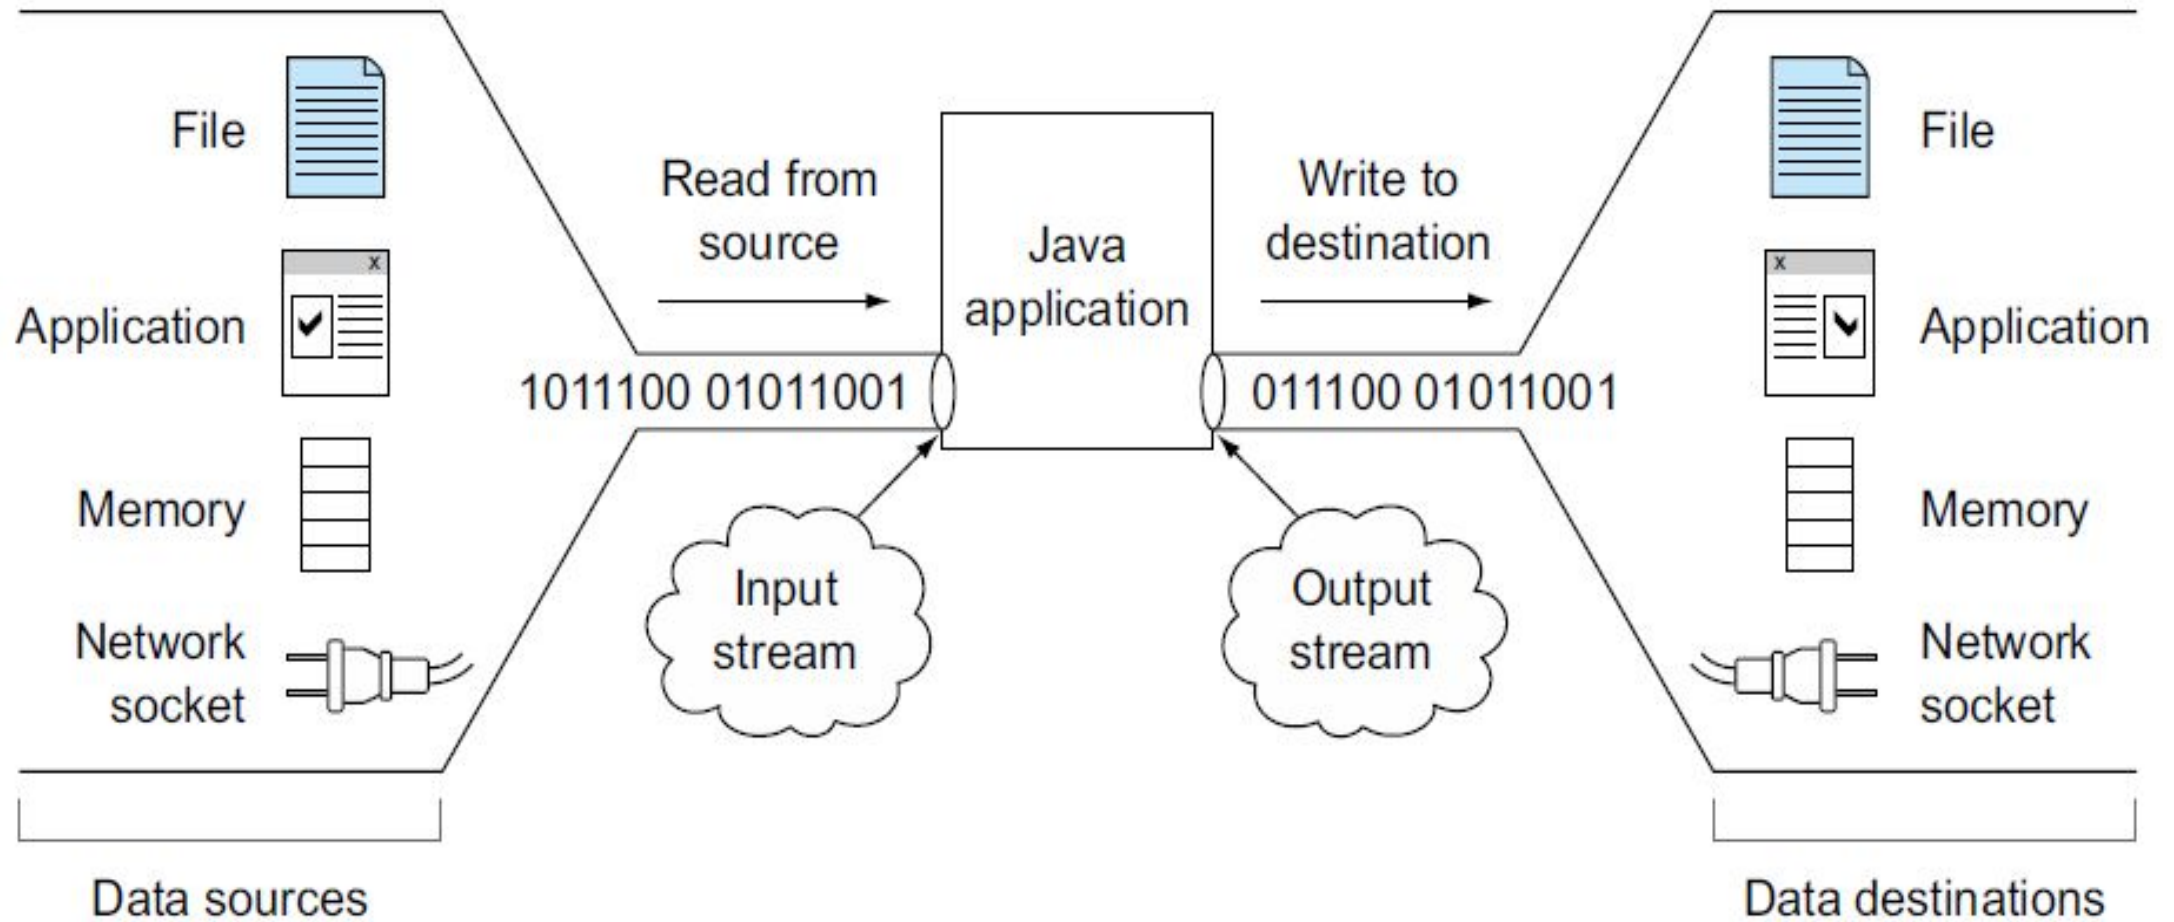 File
Application
x
Memory
Network
socket
Data sources
Read from
source
1011100 01011001
Input
stream
Java
application
Write to
destination
011100 01011001
Output
stream
File
x
Application
Memory
Network
socket
Data destinations